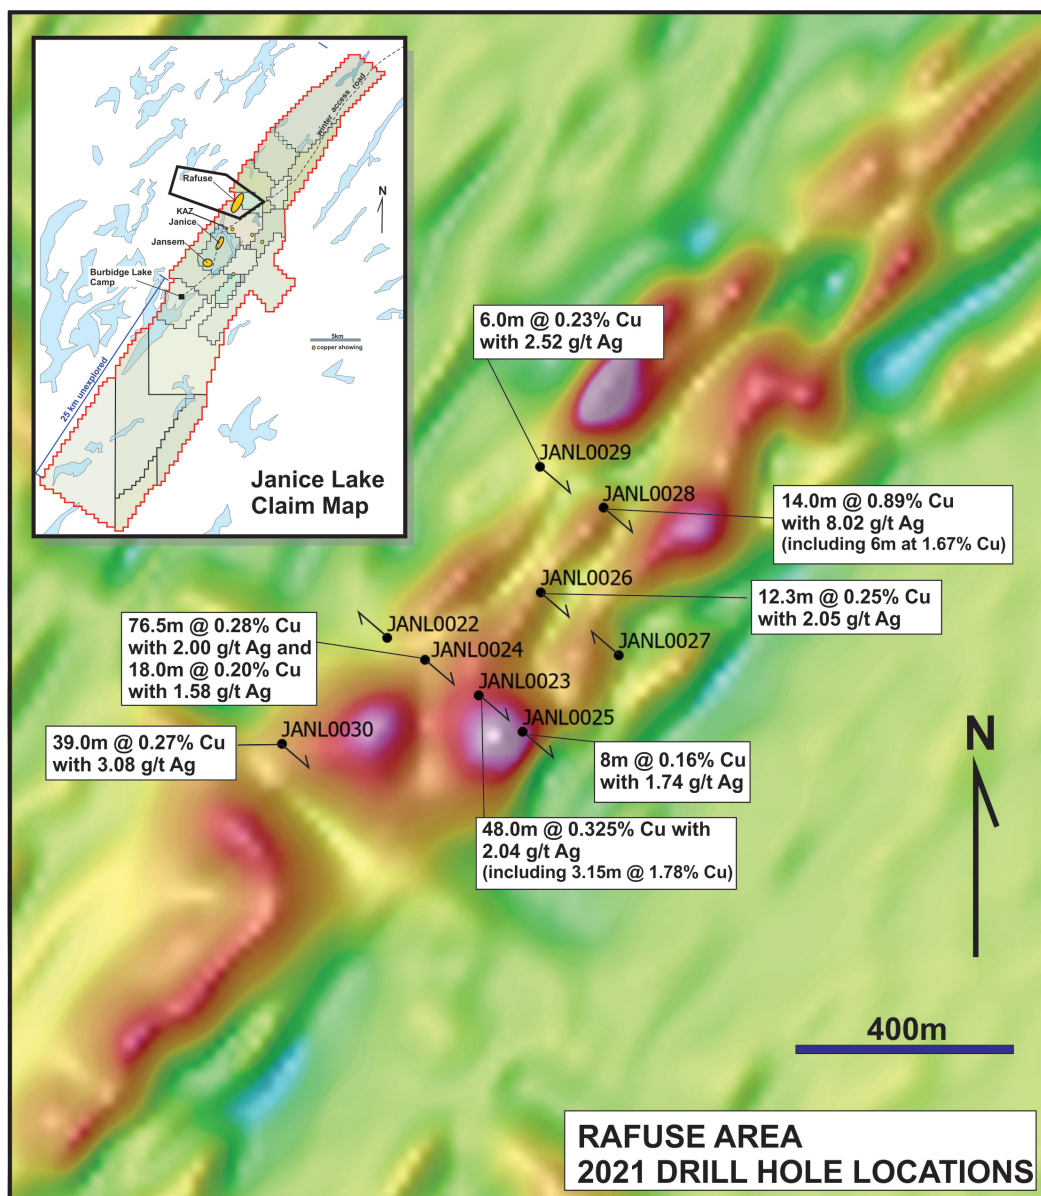 winter access road
Rafuse
N
KAZ
Janice
Jansem
Burbidge Lake
Camp
5km
copper showing
25 km unexplored
Janice Lake
Claim Map
6.0m @ 0.23% Cu
with 2.52 g/t Ag
JANL0029
JANL0028
14.0m @ 0.89% Cu
with 8.02 g/t Ag
(including 6m at 1.67% Cu)
JANL0026
12.3m @ 0.25% Cu
with 2.05 g/t Ag
76.5m @ 0.28% Cu
with 2.00 g/t Ag and
18.0m @ 0.20% Cu
with 1.58 g/t Ag
JANL0022
JANL0024
JANL0027
JANL0023
JANL0025
JANL0030
39.0m @ 0.27% Cu
with 3.08 g/t Ag
8m @ 0.16% Cu
with 1.74 g/t Ag
48.0m @ 0.325% Cu with
2.04 g/t Ag
(including 3.15m @ 1.78% Cu)
N
400m
RAFUSE AREA
2021 DRILL HOLE LOCATIONS